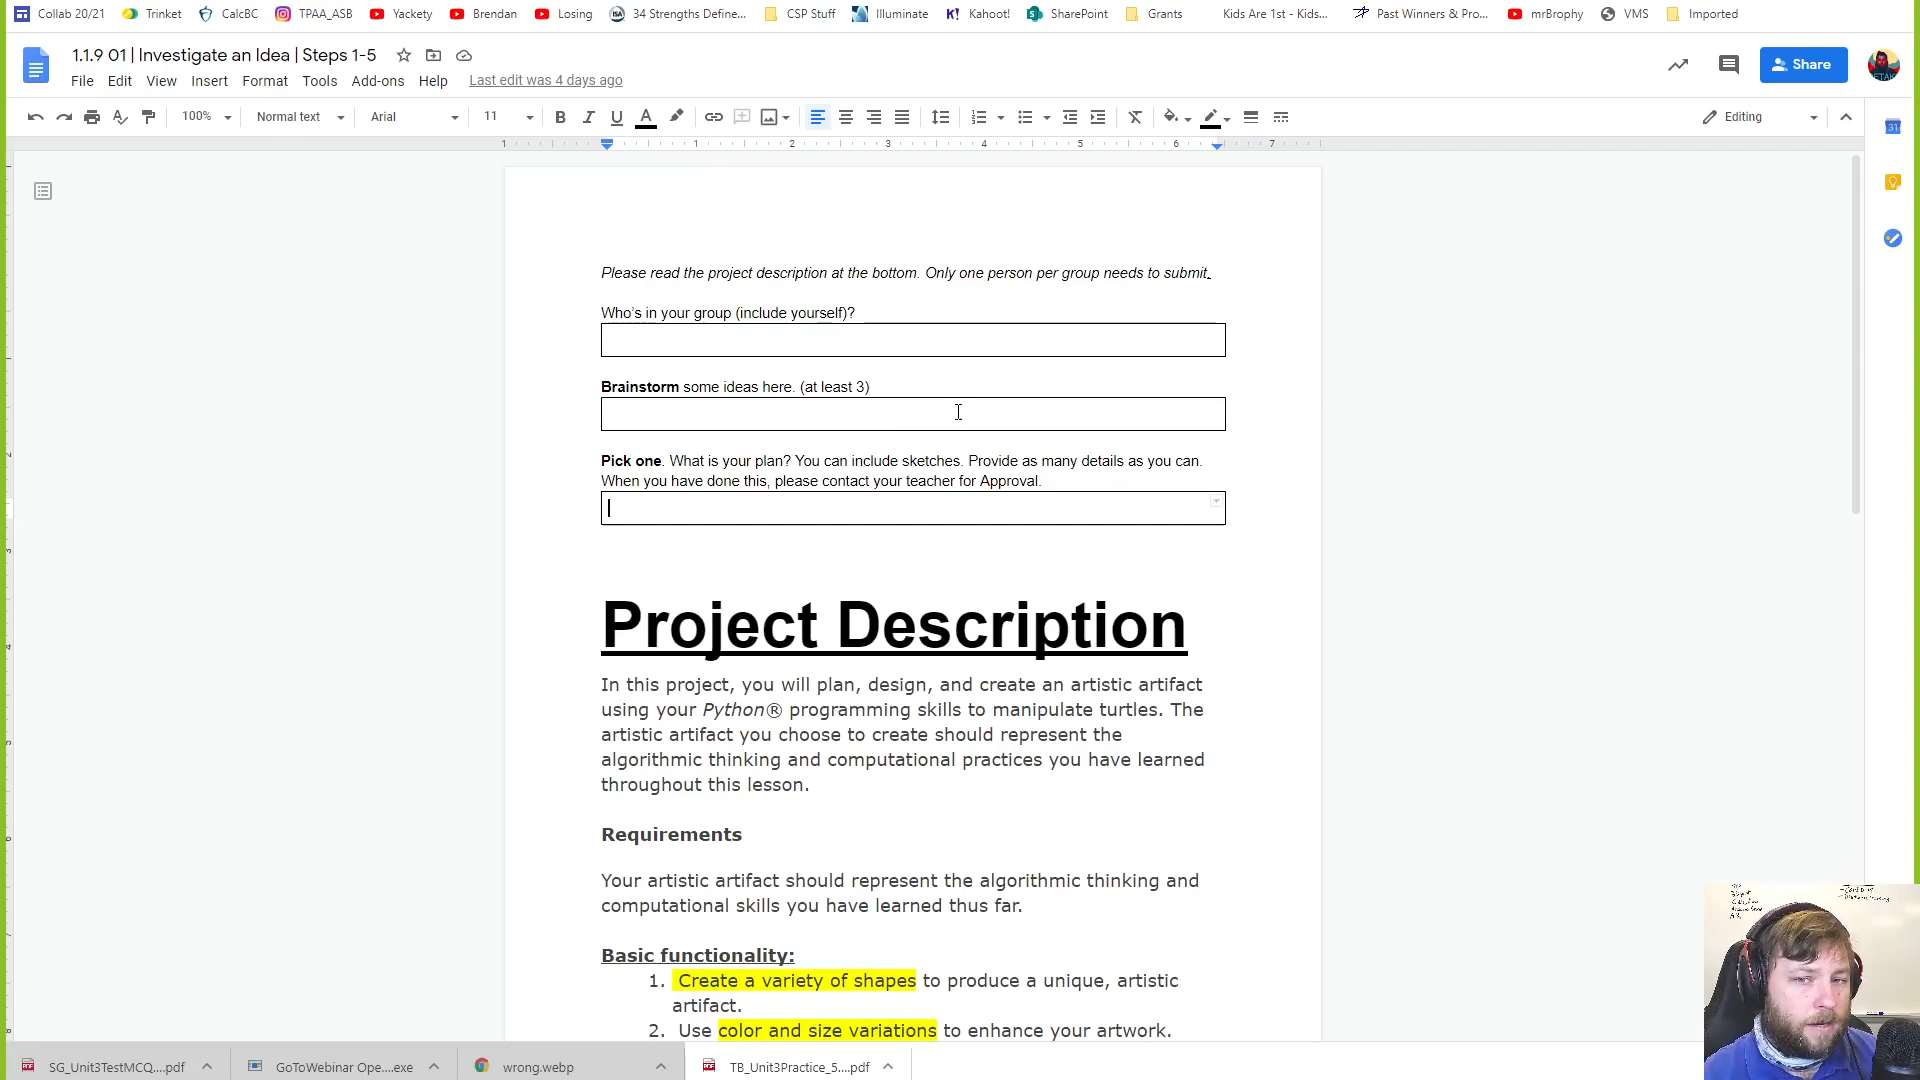 Collab 20/21 Trinket CalcBC TPAA_ASB Yackety Brendan Losing 34 Strengths Define... CSP Stuff Illuminate Kahoot! SharePoint Grants Kids Are 1st - Kids... Past Winners & Pro... mrBrophy VMS Imported
1.1.9 01 | Investigate an Idea | Steps 1-5
Share
File Edit View Insert Format Tools Add-ons Help Last edit was 4 days ago
100% Normal text Arial 11 B I U A Editing
1 1 2 3 4 5 6 7
31
Please read the project description at the bottom. Only one person per group needs to submit.
Who's in your group (include yourself)?
Brainstorm some ideas here. (at least 3)
Pick one. What is your plan? You can include sketches. Provide as many details as you can.
When you have done this, please contact your teacher for Approval.
Project Description
In this project, you will plan, design, and create an artistic artifact
using your Python® programming skills to manipulate turtles. The
artistic artifact you choose to create should represent the
algorithmic thinking and computational practices you have learned
throughout this lesson.
Requirements
Your artistic artifact should represent the algorithmic thinking and
computational skills you have learned thus far.
Basic functionality:
1. Create a variety of shapes to produce a unique, artistic
artifact.
2. Use color and size variations to enhance your artwork.
SG_Unit3TestMCQ....pdf GoToWebinar Ope....exe wrong.webp TB_Unit3Practice_5....pdf